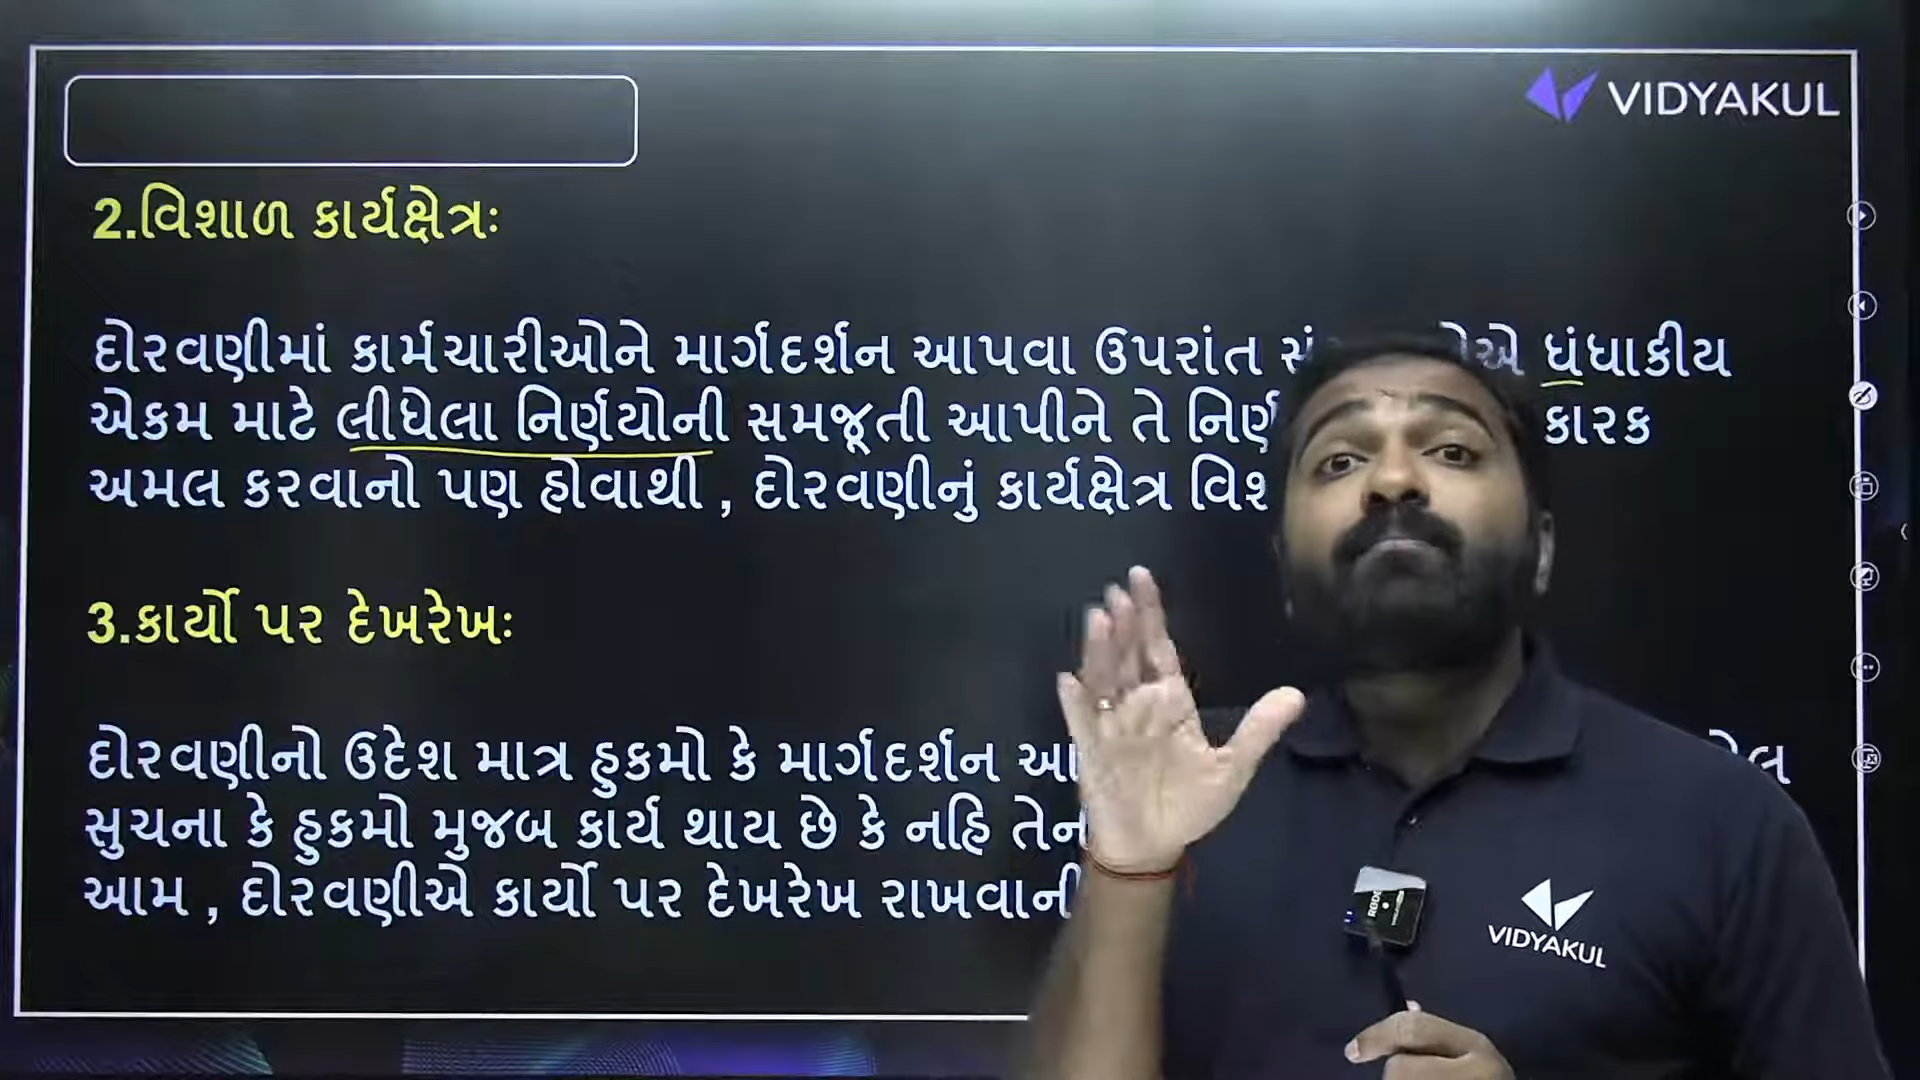 VIDYAKUL
2.વિશાળ કાર્યક્ષેત્રઃ
દોરવણીમાં કાર્મચારીઓને માર્ગદર્શન આપવા ઉપરાંત ધંધાકીય
એકમ માટે લીધેલા નિર્ણયોની સમજૂતી આપીને તે કારક
અમલ કરવાનો પણ હોવાથી , દોરવણીનું કાર્યક્ષેત્ર
3.કાર્યો પર દેખરેખઃ
દોરવણીનો ઉદેશ માત્ર હુકમો કે માર્ગદર્શન
સુચના કે હુકમો મુજબ કાર્ય થાય છે કે નહિ
આમ , દોરવણીએ કાર્યો પર દેખરેખ રાખવાની
RODE
VIDYAKUL